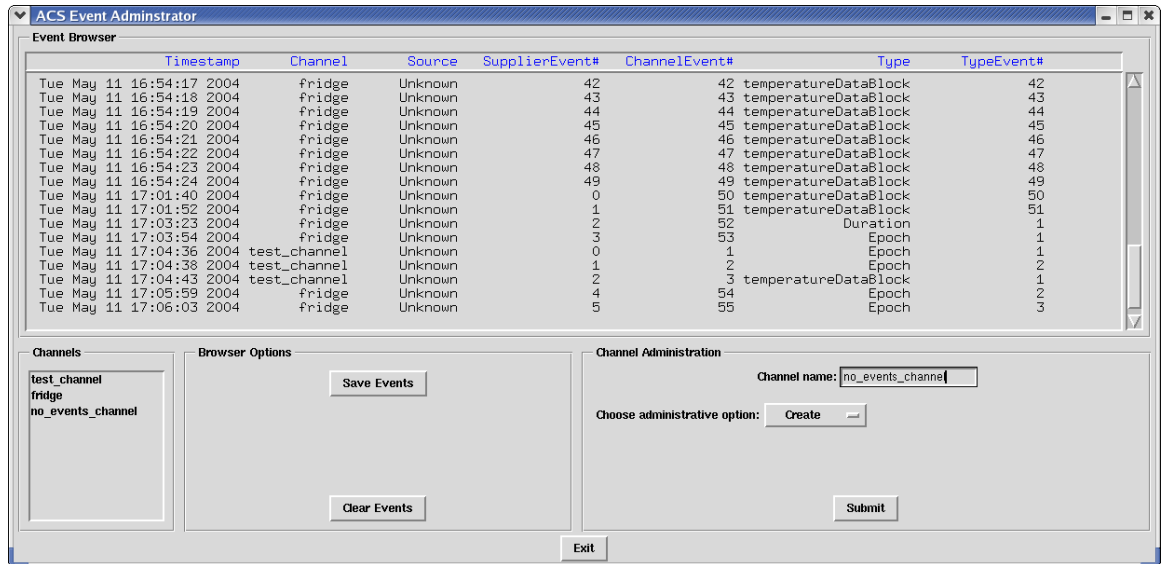 ACS Event Adminstrator
Event Browser
Timestamp Channel Source SupplierEvent# ChannelEvent# Type TypeEvent#
Tue May 11 16:54:17 2004 fridge Unknown 42 42 temperatureDataBlock 42
Tue May 11 16:54:18 2004 fridge Unknown 43 43 temperatureDataBlock 43
Tue May 11 16:54:19 2004 fridge Unknown 44 44 temperatureDataBlock 44
Tue May 11 16:54:20 2004 fridge Unknown 45 45 temperatureDataBlock 45
Tue May 11 16:54:21 2004 fridge Unknown 46 46 temperatureDataBlock 46
Tue May 11 16:54:22 2004 fridge Unknown 47 47 temperatureDataBlock 47
Tue May 11 16:54:23 2004 fridge Unknown 48 48 temperatureDataBlock 48
Tue May 11 16:54:24 2004 fridge Unknown 49 49 temperatureDataBlock 49
Tue May 11 17:01:40 2004 fridge Unknown 0 50 temperatureDataBlock 50
Tue May 11 17:01:52 2004 fridge Unknown 1 51 temperatureDataBlock 51
Tue May 11 17:03:23 2004 fridge Unknown 2 52 Duration 1
Tue May 11 17:03:54 2004 fridge Unknown 3 53 Epoch 1
Tue May 11 17:04:36 2004 test_channel Unknown 0 1 Epoch 1
Tue May 11 17:04:38 2004 test_channel Unknown 1 2 Epoch 2
Tue May 11 17:04:43 2004 test_channel Unknown 2 3 temperatureDataBlock 1
Tue May 11 17:05:59 2004 fridge Unknown 4 54 Epoch 2
Tue May 11 17:06:03 2004 fridge Unknown 5 55 Epoch 3
Channels
test_channel
fridge
no_events_channel
Browser Options
Save Events
Clear Events
Channel Administration
Channel name: no_events_channel
Choose administrative option: Create
Submit
Exit